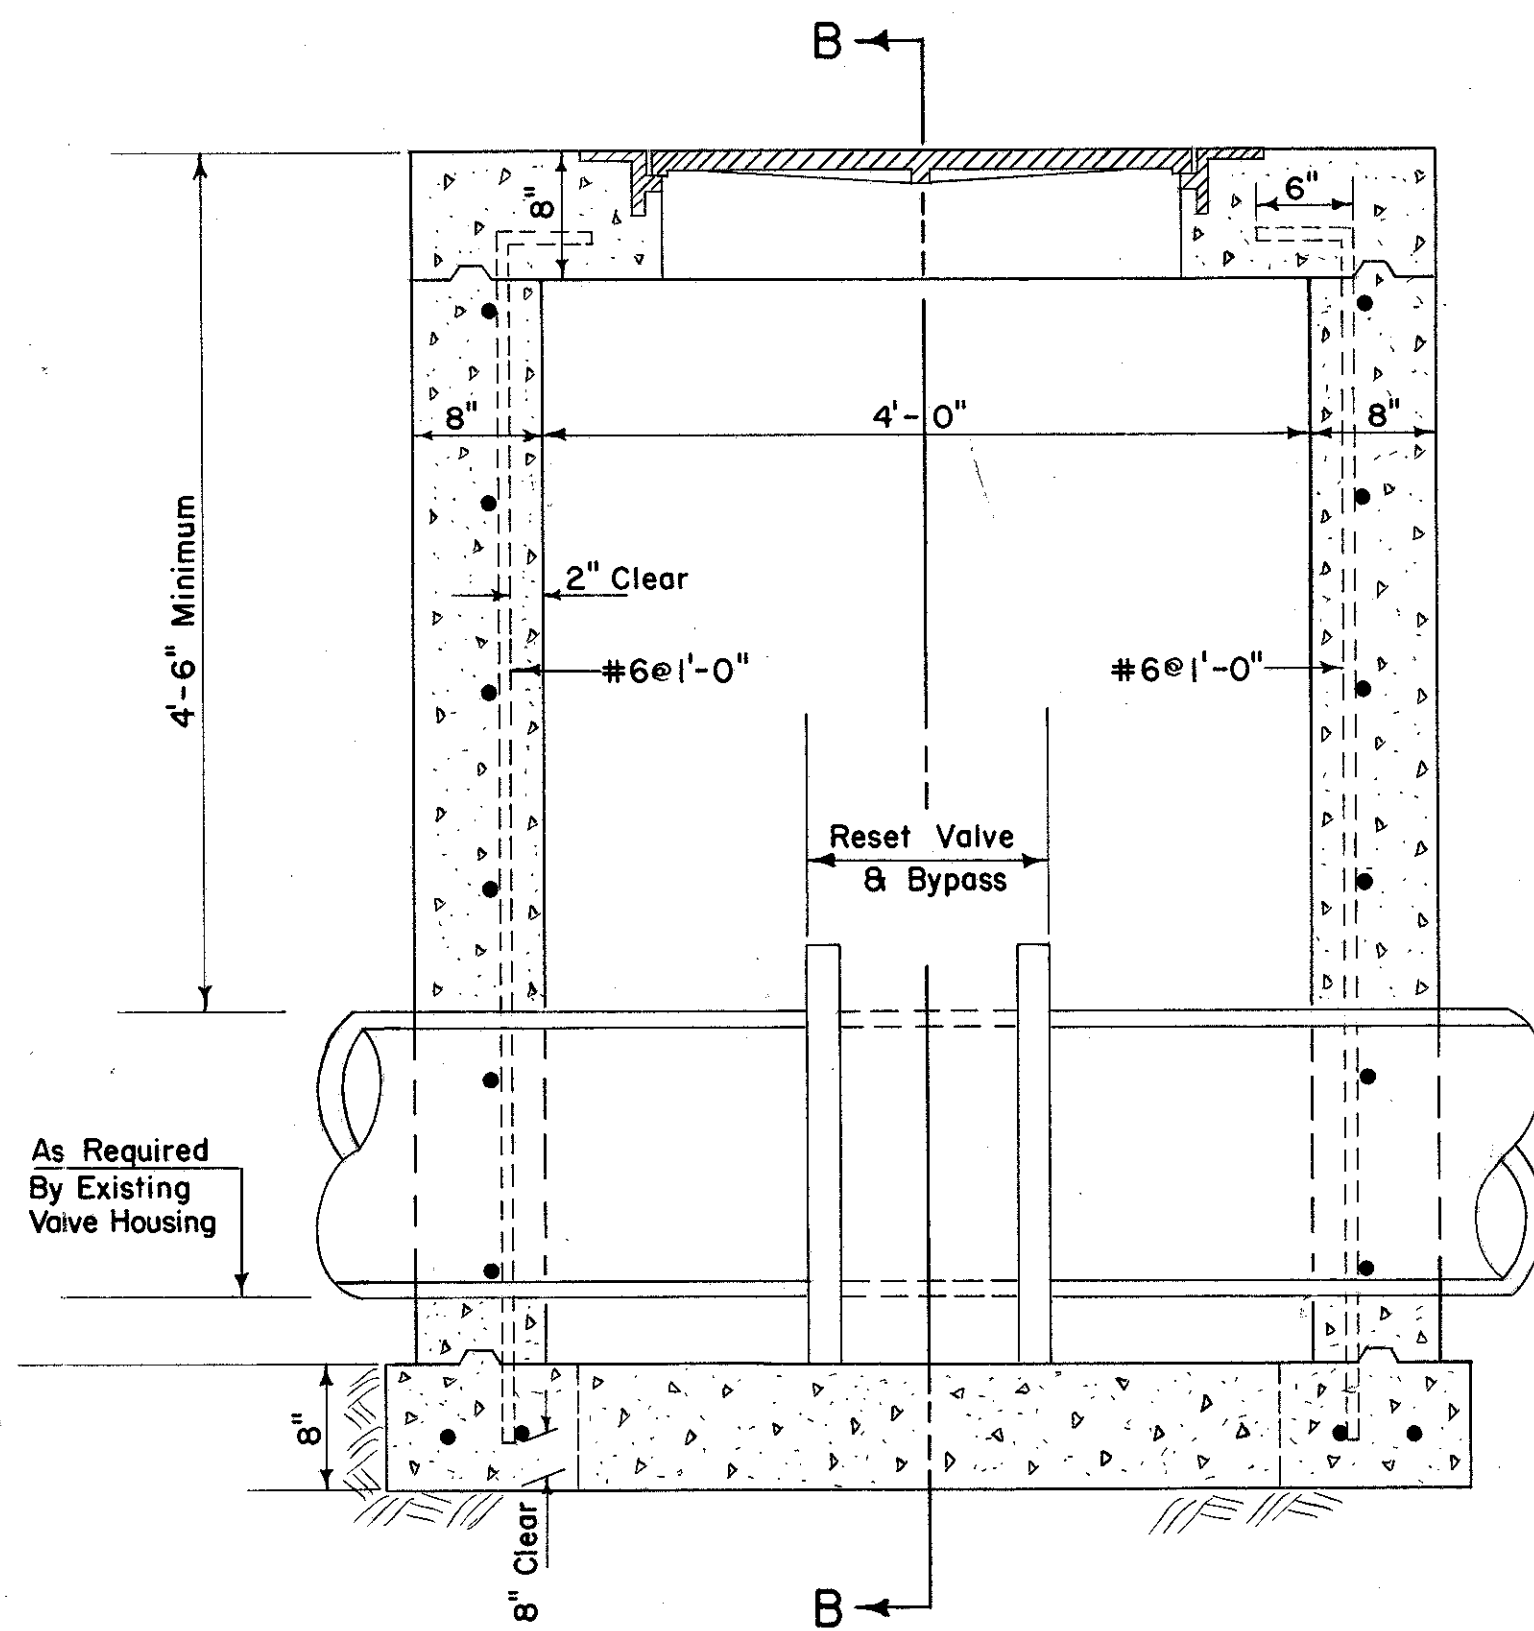 B
8"
6"
8"
4'-0"
8"
4'-6" Minimum
2" Clear
#6@1'-0"
#6@1'-0"
Reset Valve
& Bypass
As Required
By Existing
Valve Housing
8"
8" Clear
B